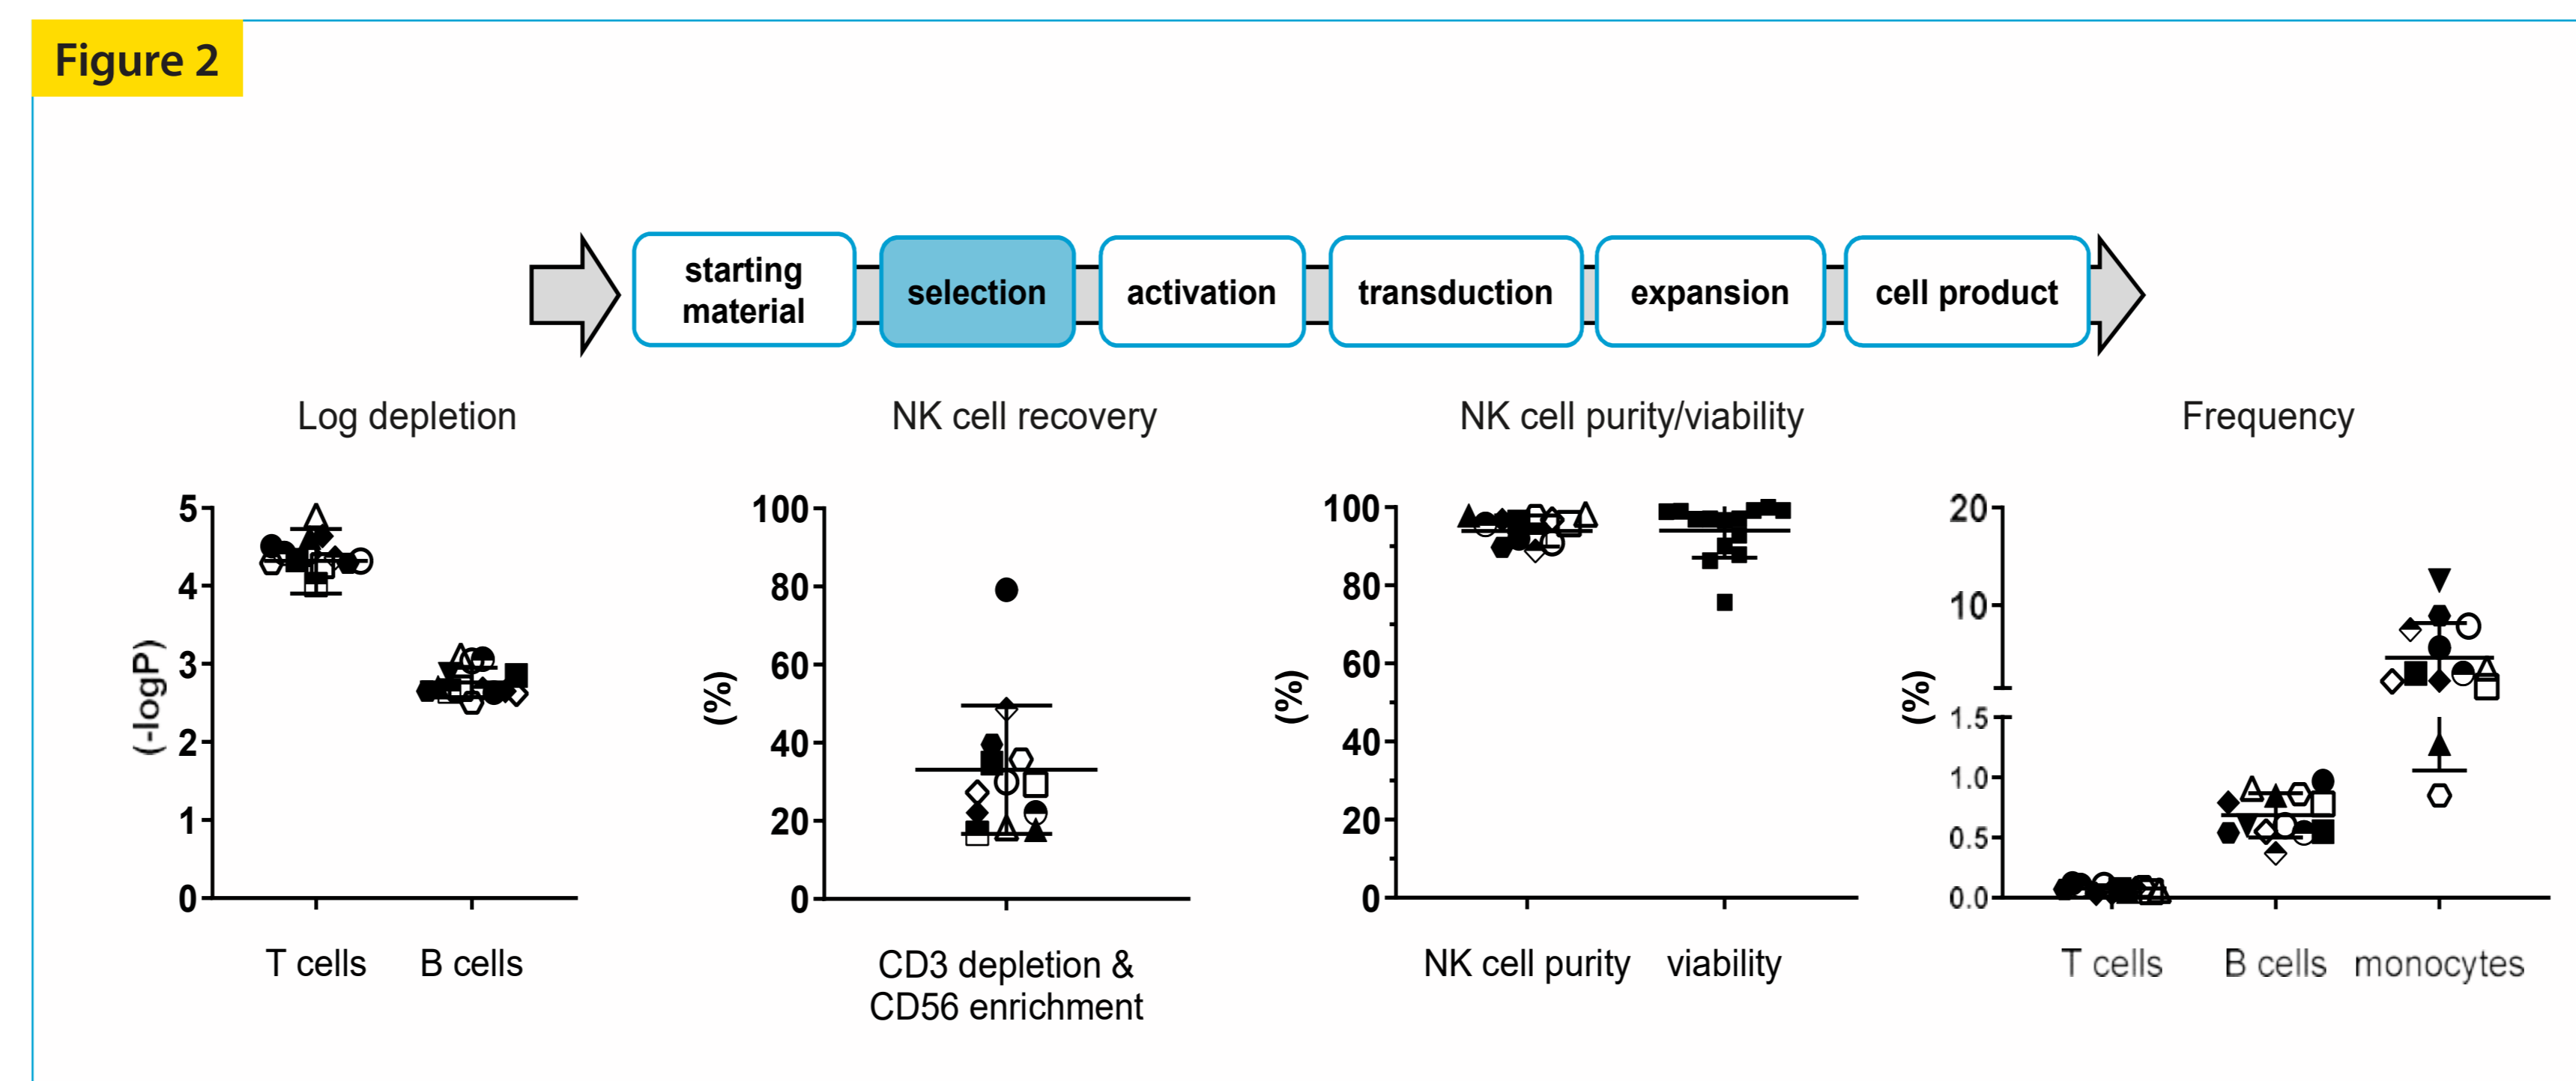 Figure 2
starting
material
selection
activation
transduction
expansion
cell product
Log depletion
(-logP)
5
4
3
2
1
0
T cells
B cells
NK cell recovery
(%)
100
80
60
40
20
0
CD3 depletion &
CD56 enrichment
NK cell purity/viability
(%)
100
80
60
40
20
0
NK cell purity
viability
Frequency
(%)
20
10
1.5
1.0
0.5
0.0
T cells
B cells
monocytes